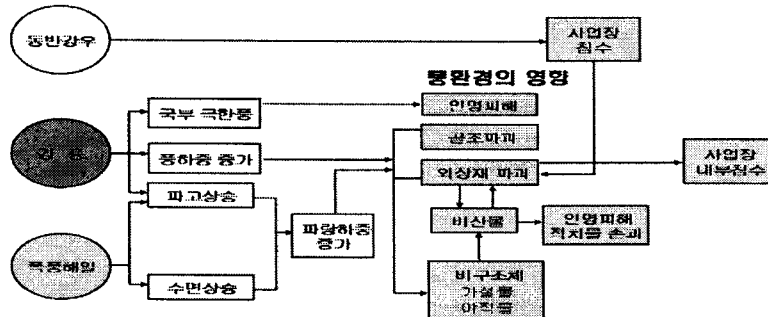 동반강우
사업장
침수
풍환경의 영향
국부 극한풍
인명피해
강 풍
풍하중 증가
골조파괴
외장재 파괴
사업장
내부침수
파고상승
파랑하중
증가
비산물
인명피해
적치물 손괴
폭풍해일
수면상승
비구조체
가설물
야적물